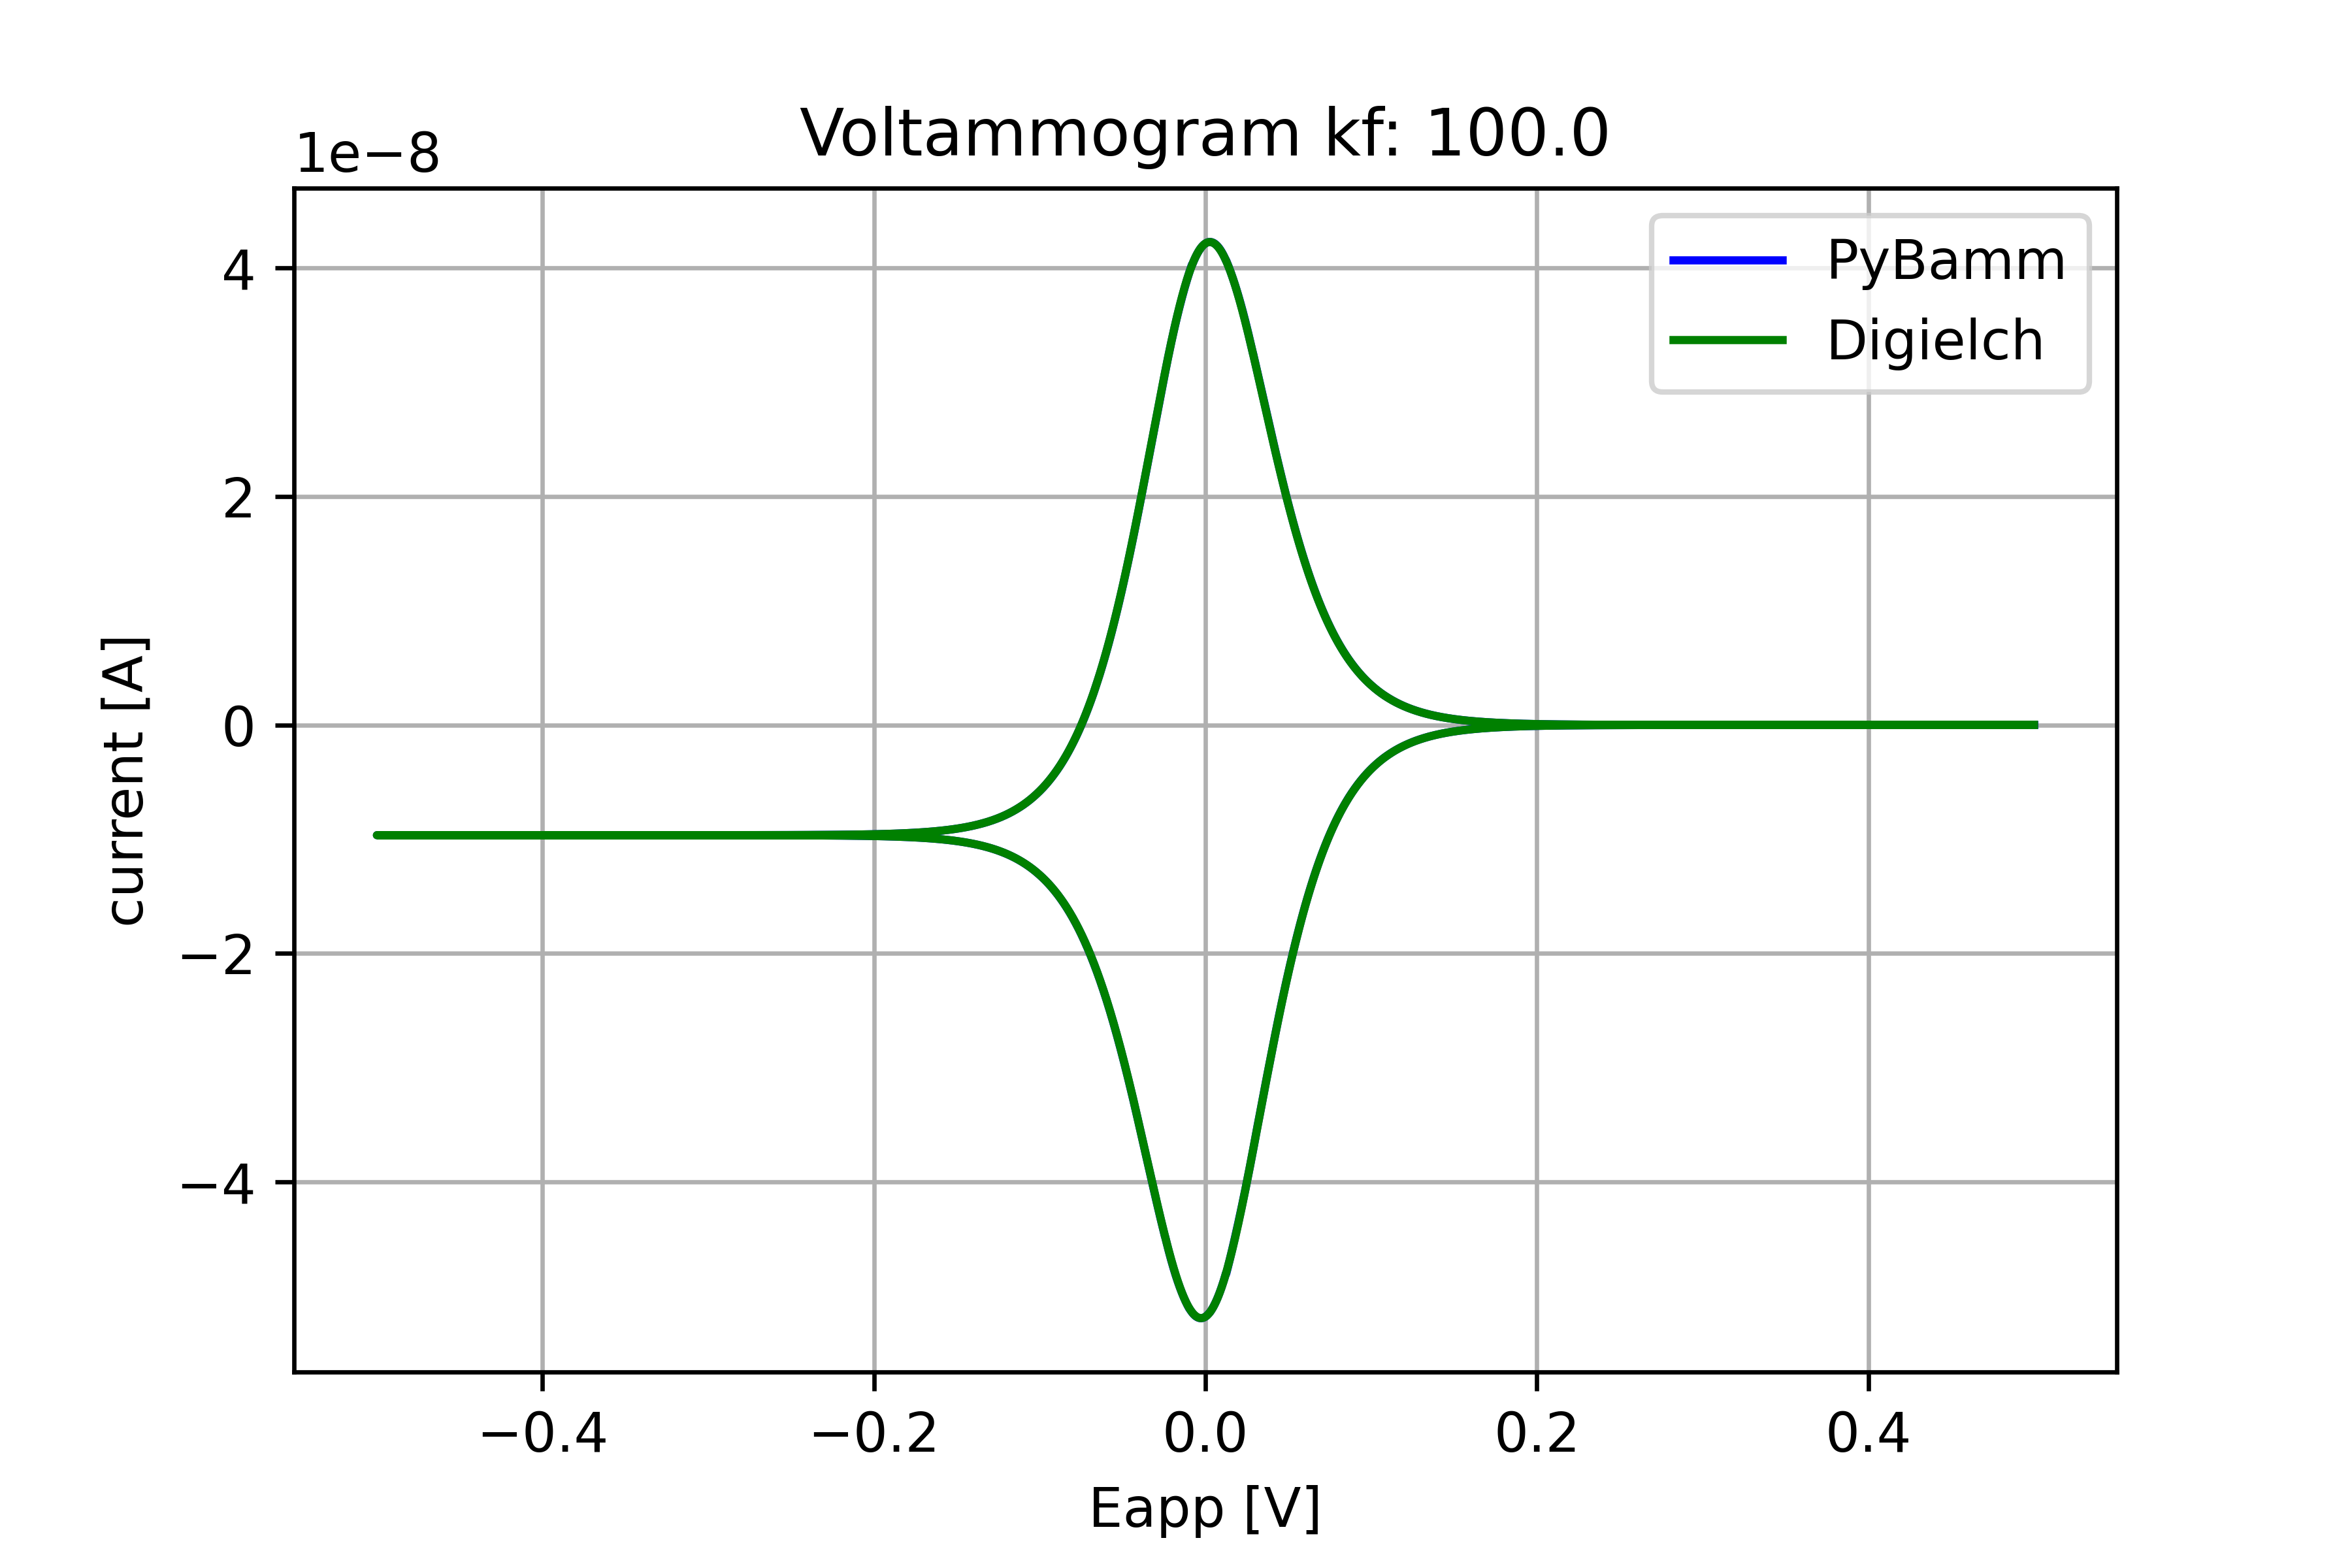 Voltammogram kf: 100.0
1e−8
PyBamm
Digielch
4
2
0
−2
−4
current [A]
−0.4
−0.2
0.0
0.2
0.4
Eapp [V]